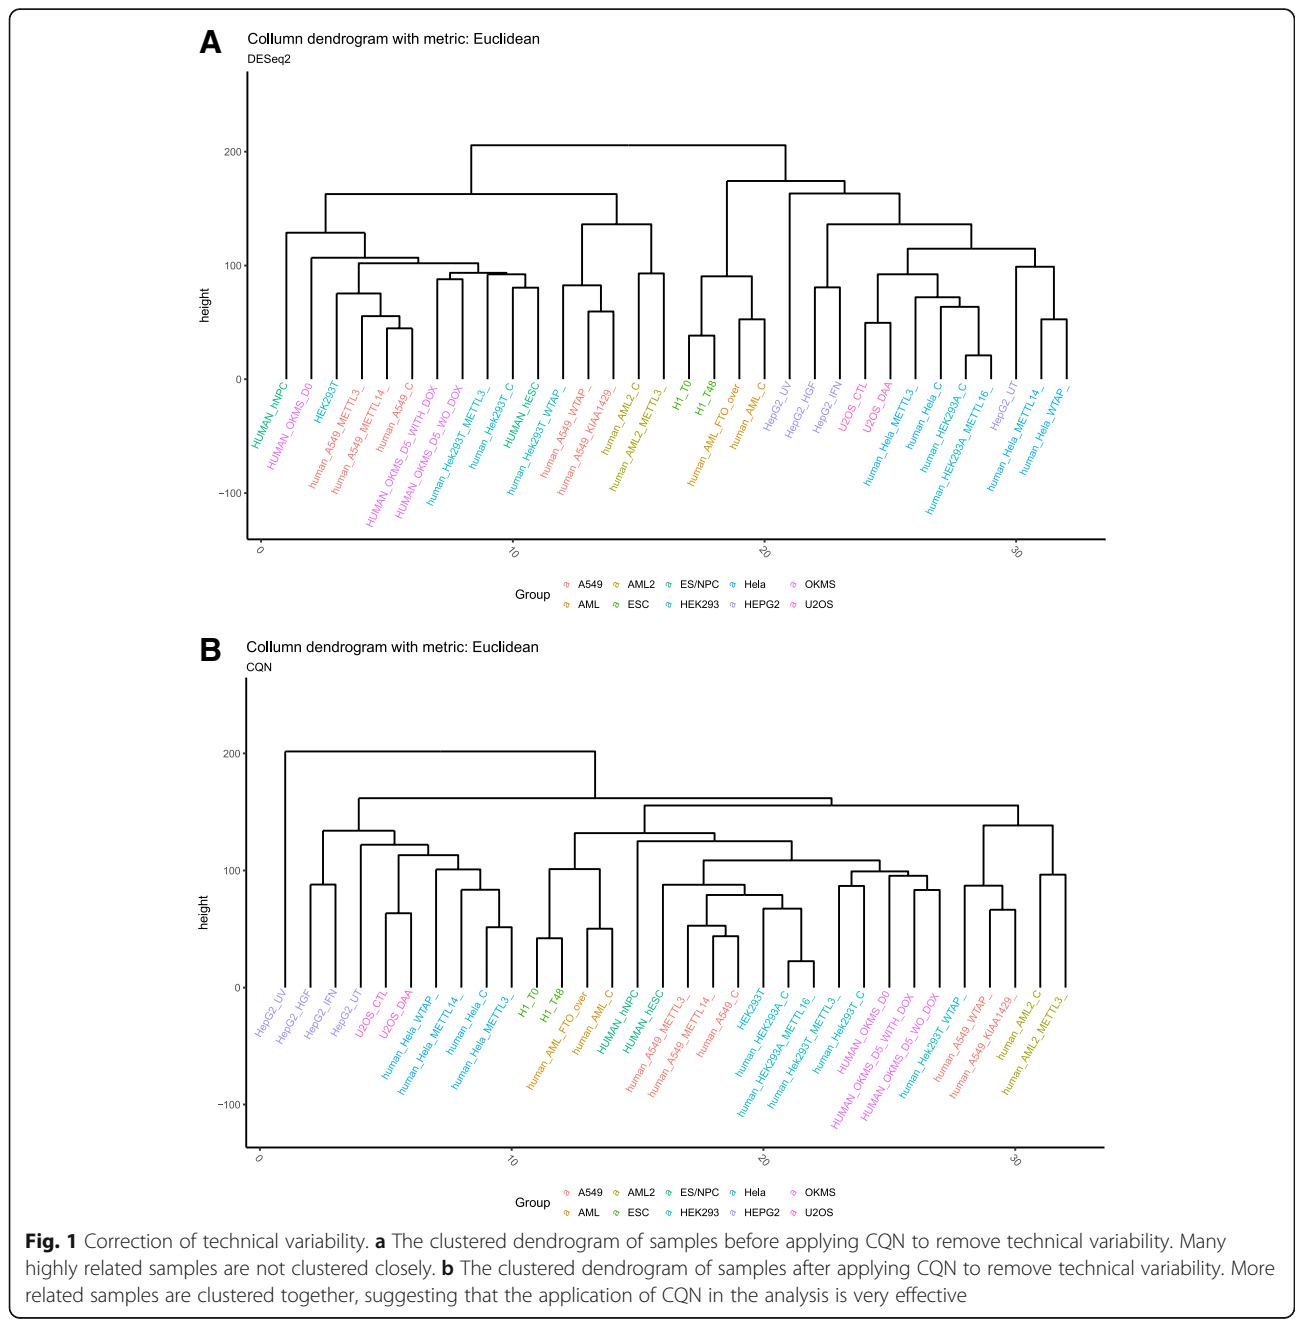 A
Collumn dendrogram with metric: Euclidean
DESeq2
height
200
100
0
−100
HUMAN_hNPC
HUMAN_OKMS_D0
HEK293T
human_A549_METTL3_
human_A549_METTL14_
human_A549_C
HUMAN_OKMS_D5_WITH_DOX
HUMAN_OKMS_D5_WO_DOX
human_Hek293T_METTL3_
human_Hek293T_C
HUMAN_hESC
human_Hek293T_WTAP_
human_A549_WTAP_
human_A549_KIAA1429_
human_AML2_C
human_AML2_METTL3_
H1_T0
H1_T48
human_AML_FTO_over
human_AML_C
HepG2_UV
HepG2_HGF
HepG2_IFN
U2OS_CTL
U2OS_DAA
human_Hela_METTL3_
human_Hela_C
human_HEK293A_C
human_HEK293A_METTL16_
HepG2_UT
human_Hela_METTL14_
human_Hela_WTAP_
0
10
20
30
Group
a A549 a AML2 a ES/NPC a Hela a OKMS
a AML a ESC a HEK293 a HEPG2 a U2OS
B
Collumn dendrogram with metric: Euclidean
CQN
height
200
100
0
−100
HepG2_UV
HepG2_HGF
HepG2_IFN
HepG2_UT
U2OS_CTL
U2OS_DAA
human_Hela_WTAP_
human_Hela_METTL14_
human_Hela_C
human_Hela_METTL3_
H1_T0
H1_T48
human_AML_FTO_over
human_AML_C
HUMAN_hNPC
HUMAN_hESC
human_A549_METTL3_
human_A549_METTL14_
human_A549_C
HEK293T
human_HEK293A_C
human_HEK293A_METTL16_
human_Hek293T_METTL3_
human_Hek293T_C
HUMAN_OKMS_D0
HUMAN_OKMS_D5_WITH_DOX
HUMAN_OKMS_D5_WO_DOX
human_Hek293T_WTAP_
human_A549_WTAP_
human_A549_KIAA1429_
human_AML2_C
human_AML2_METTL3_
0
10
20
30
Group
a A549 a AML2 a ES/NPC a Hela a OKMS
a AML a ESC a HEK293 a HEPG2 a U2OS
Fig. 1 Correction of technical variability. a The clustered dendrogram of samples before applying CQN to remove technical variability. Many
highly related samples are not clustered closely. b The clustered dendrogram of samples after applying CQN to remove technical variability. More
related samples are clustered together, suggesting that the application of CQN in the analysis is very effective